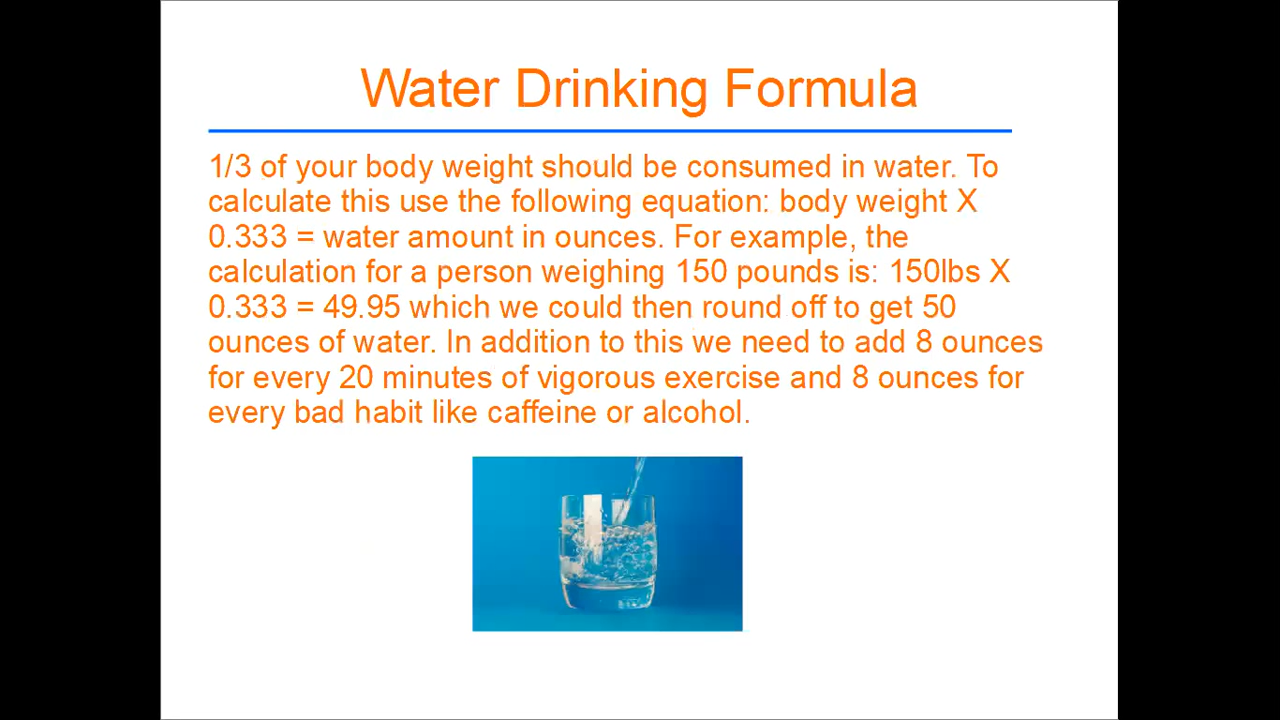 Water Drinking Formula
1/3 of your body weight should be consumed in water. To
calculate this use the following equation: body weight X
0.333 = water amount in ounces. For example, the
calculation for a person weighing 150 pounds is: 150lbs X
0.333 = 49.95 which we could then round off to get 50
ounces of water. In addition to this we need to add 8 ounces
for every 20 minutes of vigorous exercise and 8 ounces for
every bad habit like caffeine or alcohol.